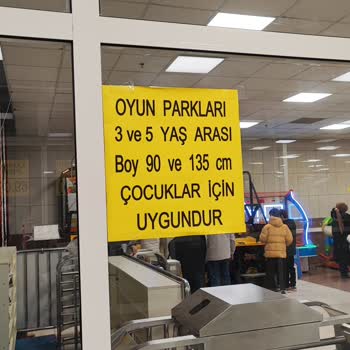 OYUN PARKLARI
3 ve 5 YAŞ ARASI
Boy 90 ve 135 cm
ÇOCUKLAR İÇİN
UYGUNDUR